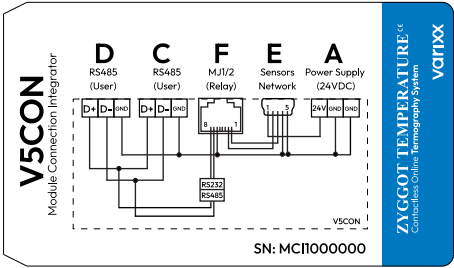 V5CON
Module Connection Integrator
D C F E A
RS485 (User)
RS485 (User)
MJ1/2 (Relay)
Sensors Network
Power Supply (24VDC)
D+ D- GND
D+ D- GND
8 1
1 5
24V GND GND
RS232
RS485
V5CON
SN: MCI1000000
ZYGGOT TEMPERATURE CE
Contactless Online Termography System
varixx